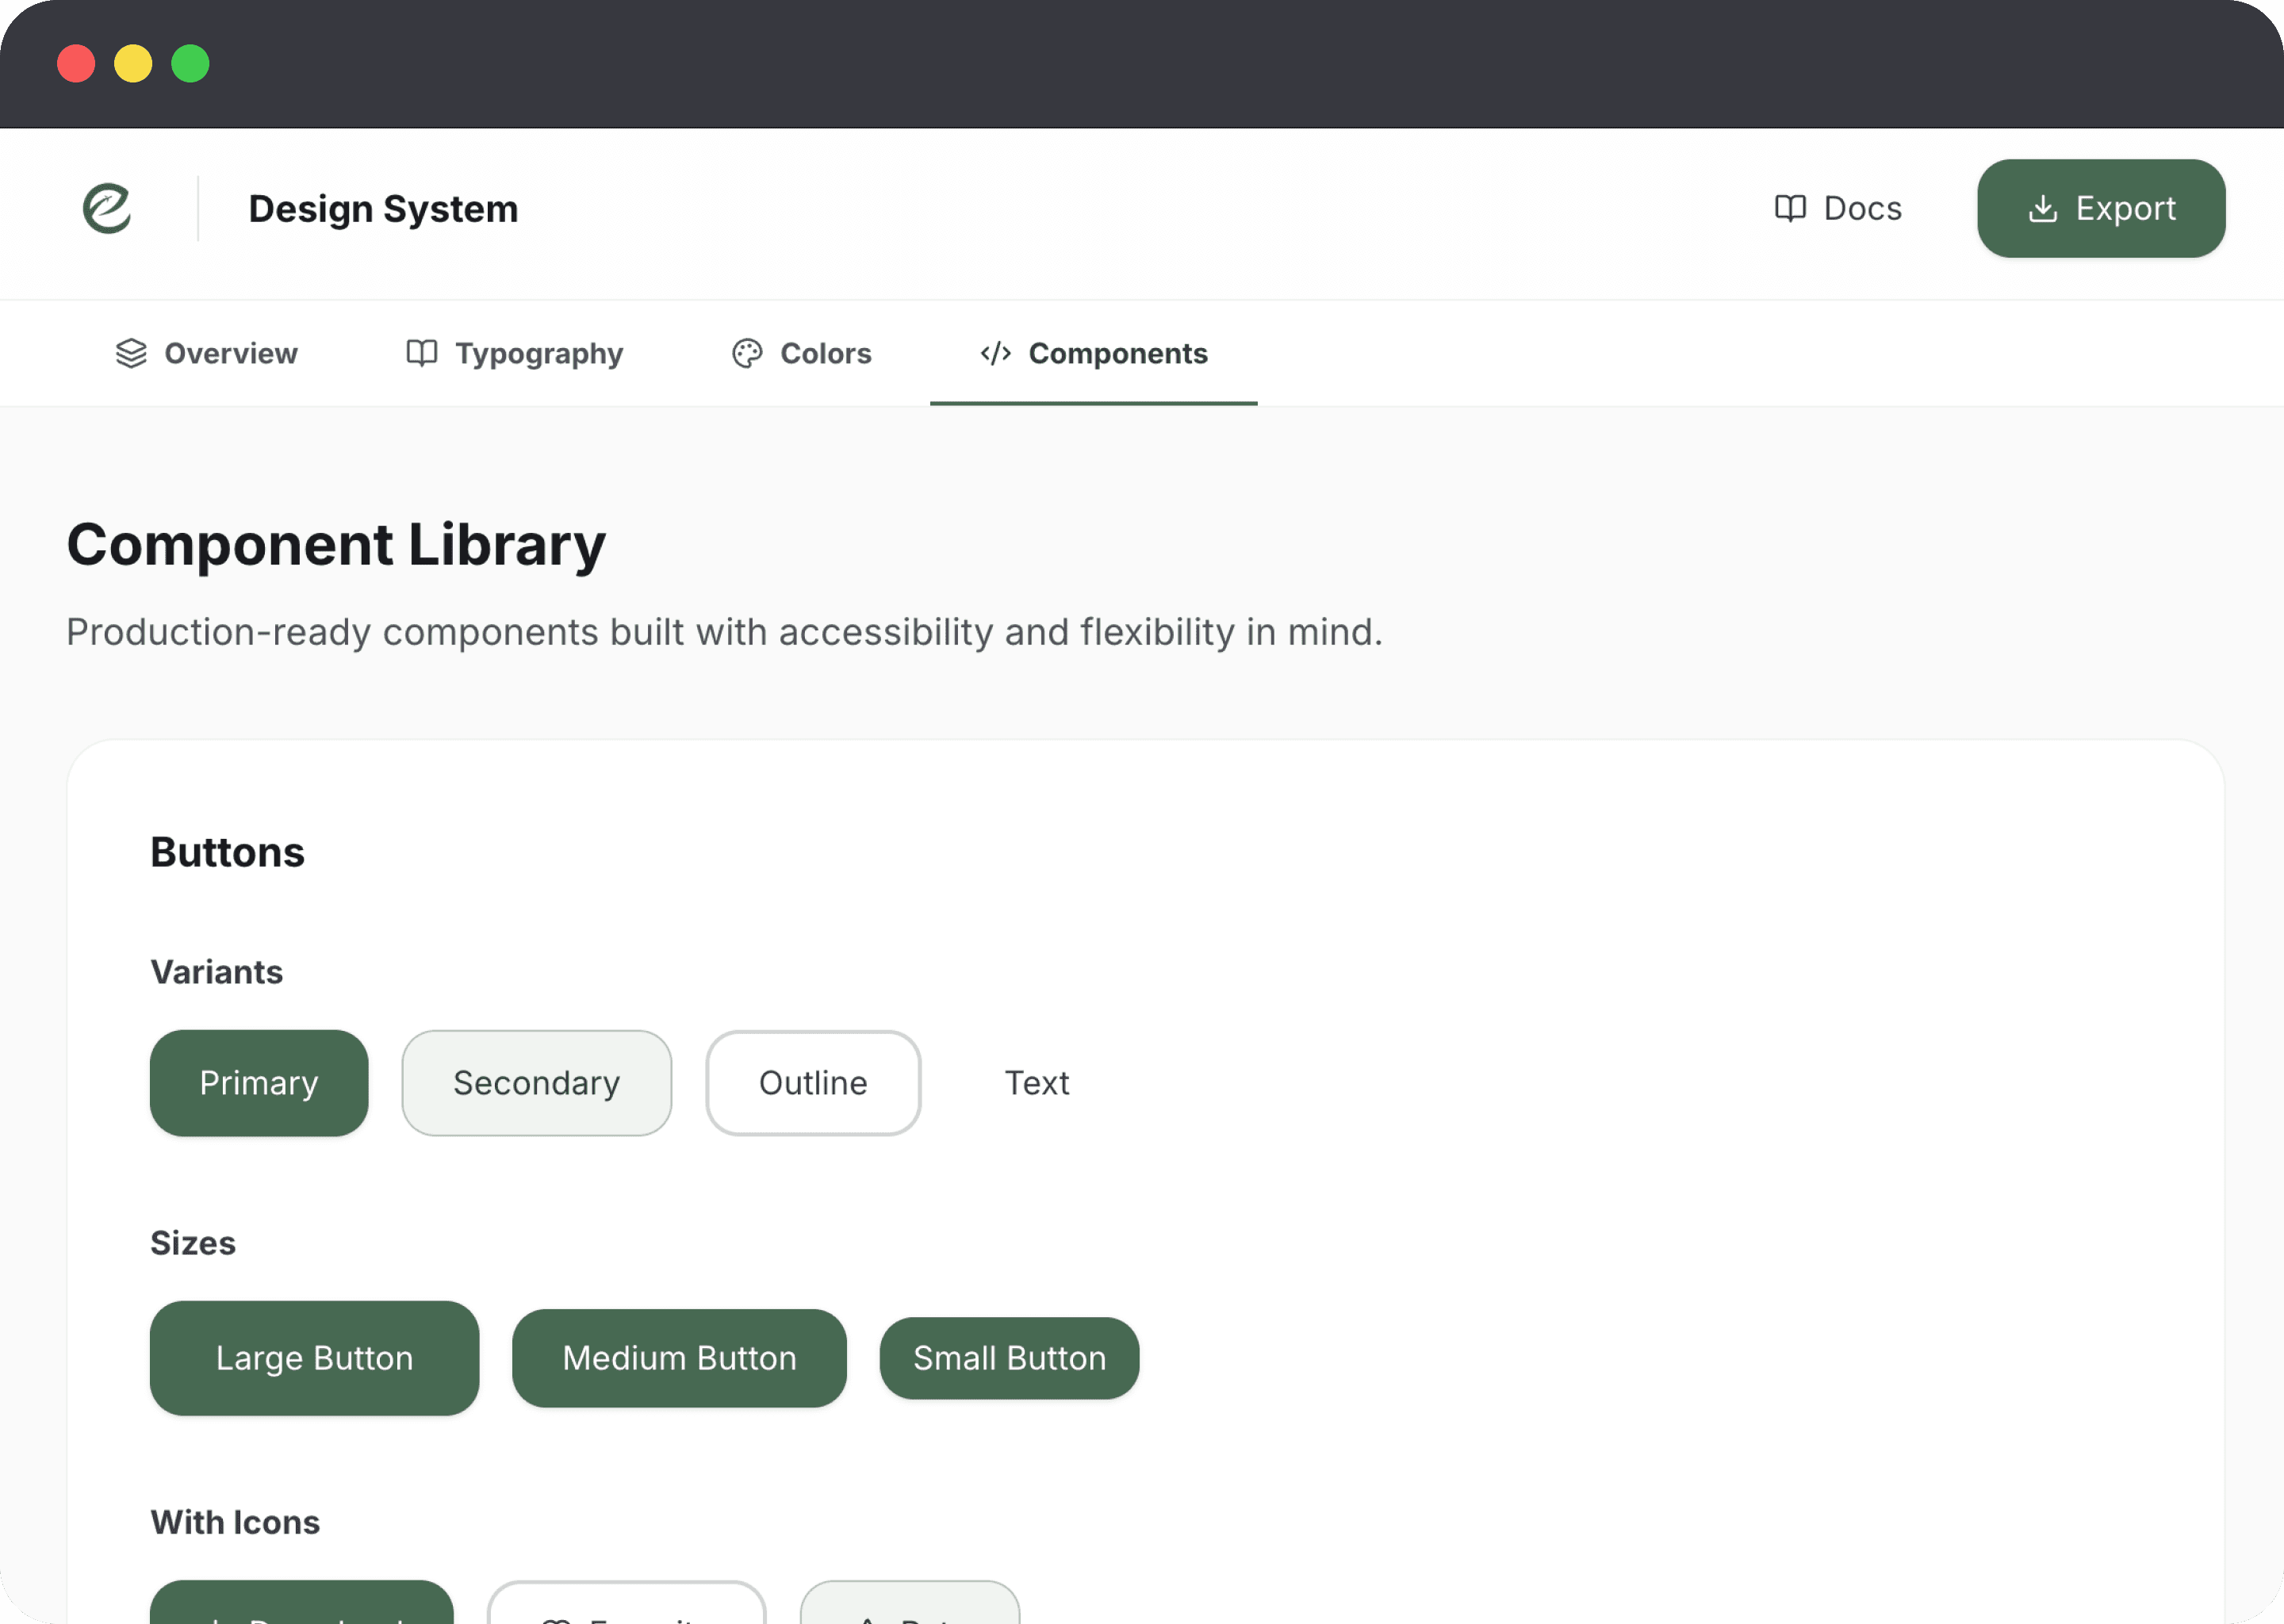 Design System
Docs
Export
Overview
Typography
Colors
Components
Component Library
Production-ready components built with accessibility and flexibility in mind.
Buttons
Variants
Primary
Secondary
Outline
Text
Sizes
Large Button
Medium Button
Small Button
With Icons